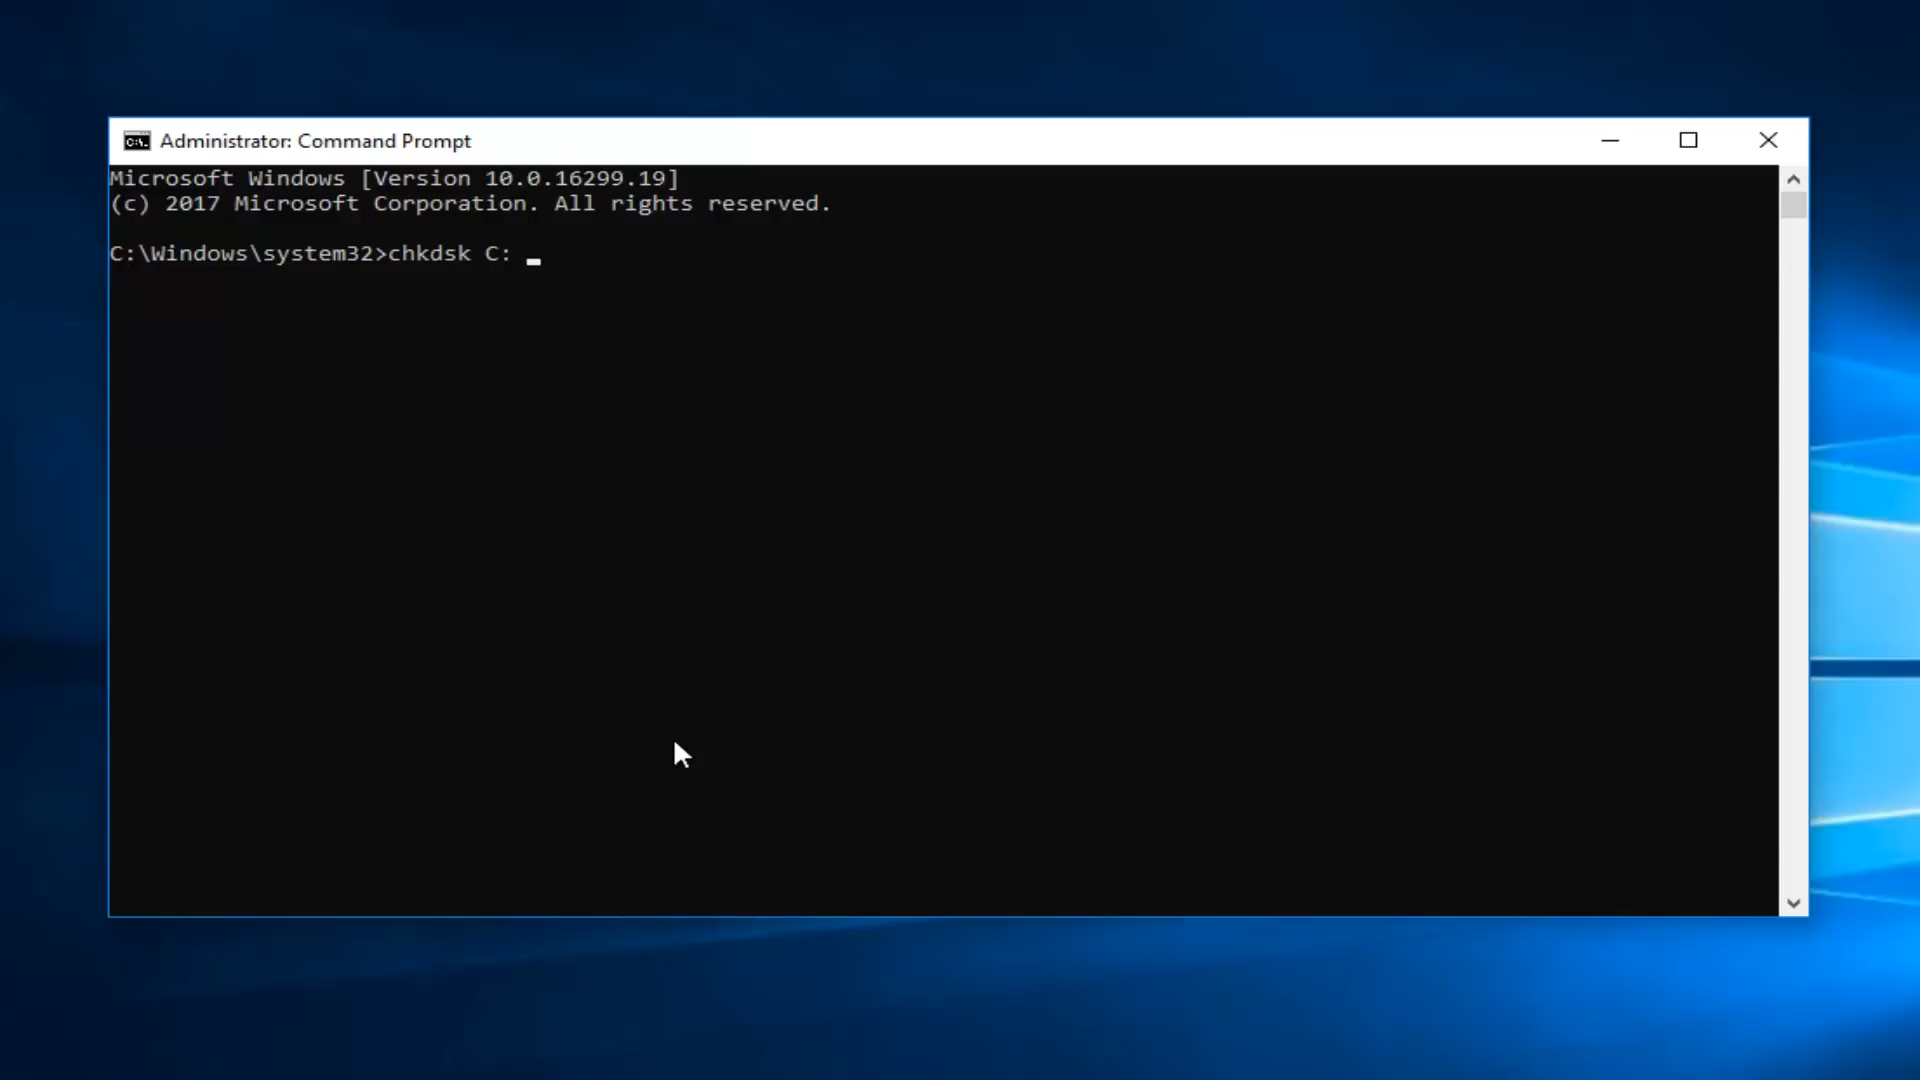 Administrator: Command Prompt
Microsoft Windows [Version 10.0.16299.19]
(c) 2017 Microsoft Corporation. All rights reserved.
C:\Windows\system32>chkdsk C: